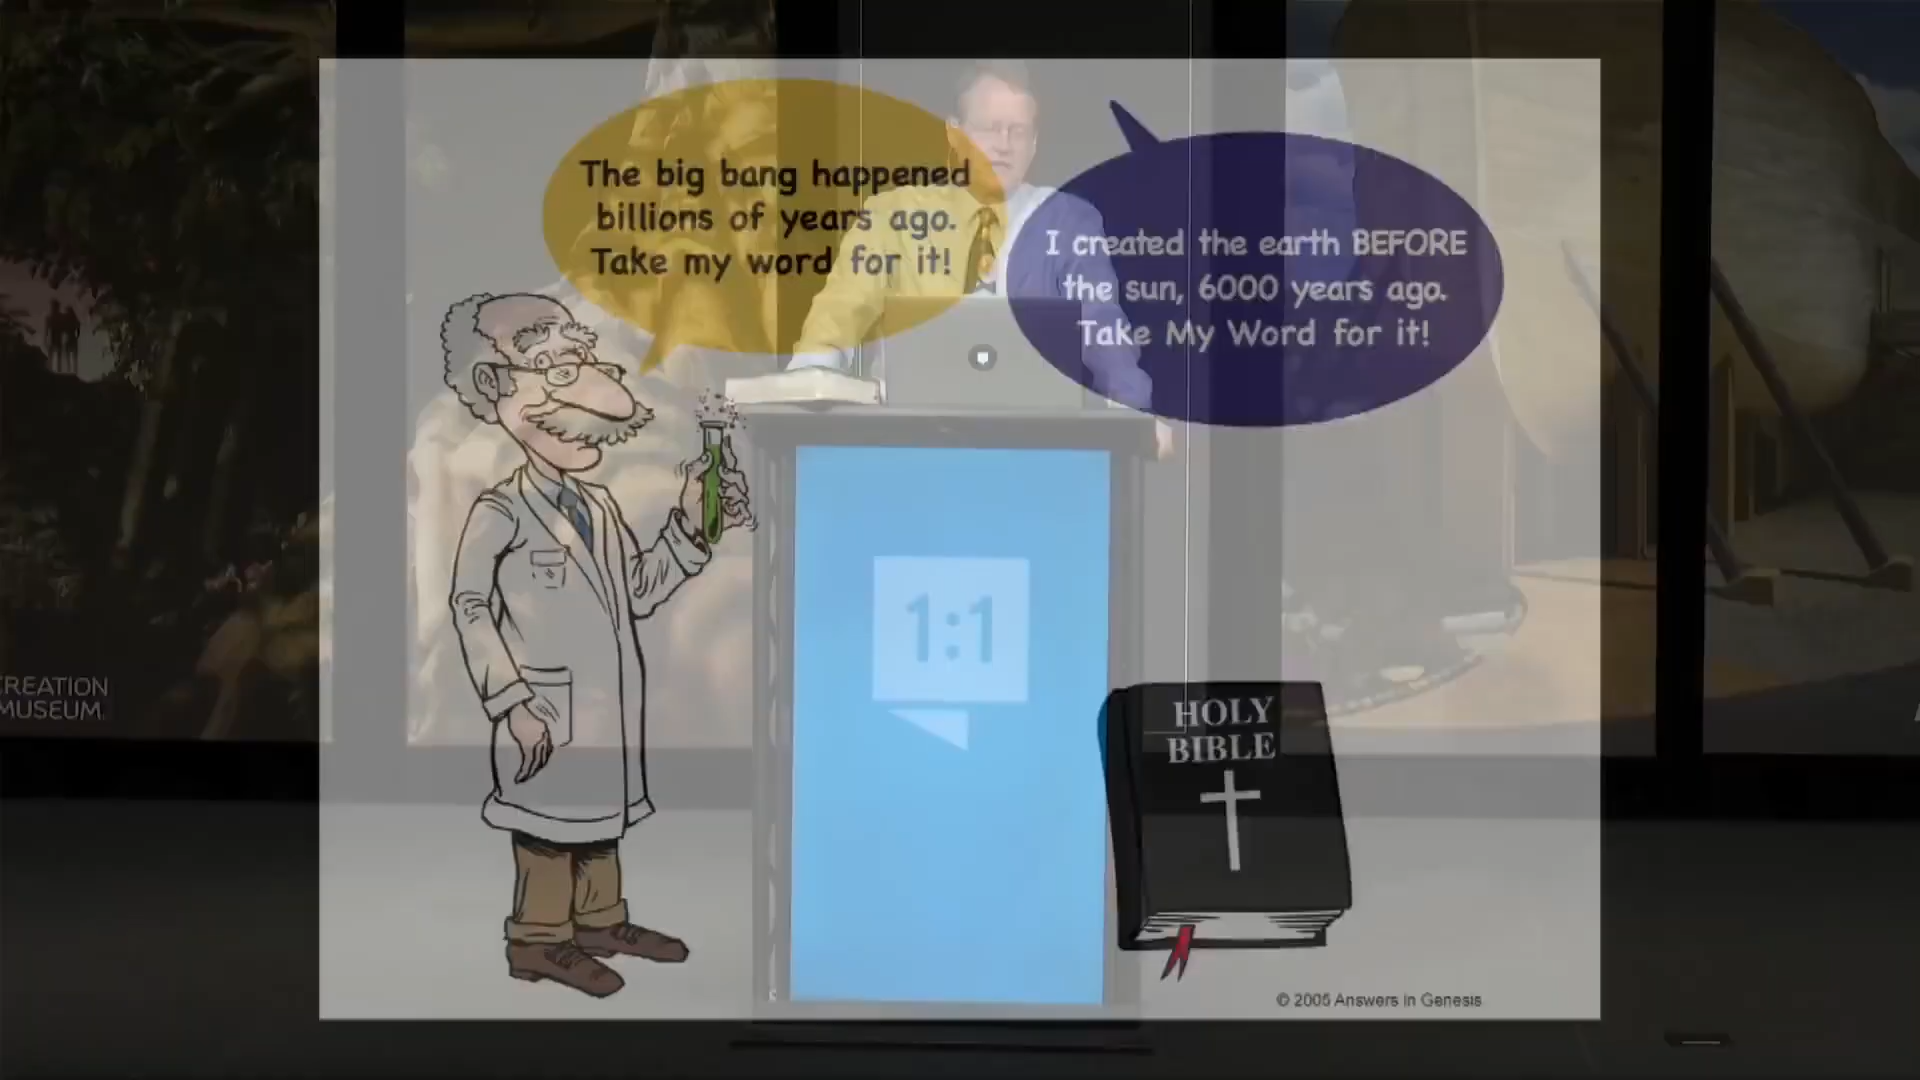 The big bang happened
billions of years ago.
Take my word for it!
I created the earth BEFORE
the sun, 6000 years ago.
Take My Word for it!
1:1
CREATION
MUSEUM.
HOLY
BIBLE
© 2005 Answers in Genesis